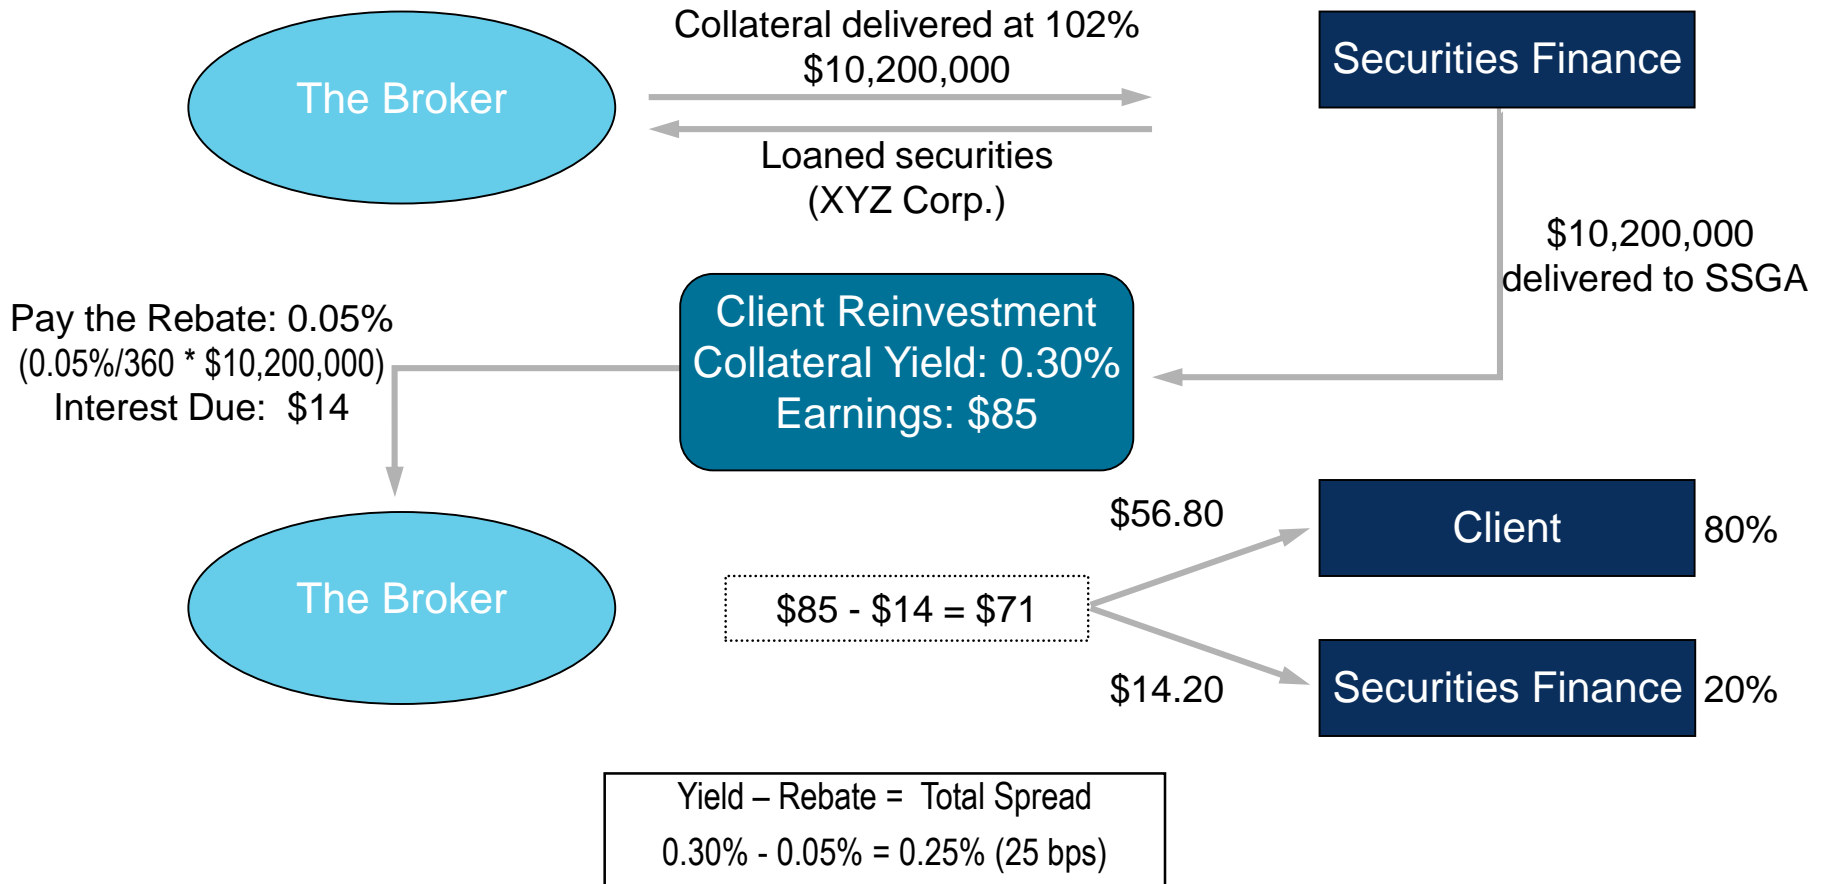 Collateral delivered at 102%
$10,200,000
The Broker
Securities Finance
Loaned securities
(XYZ Corp.)
$10,200,000
delivered to SSGA
Pay the Rebate: 0.05%
(0.05%/360 * $10,200,000)
Interest Due:  $14
Client Reinvestment
Collateral Yield: 0.30%
Earnings: $85
The Broker
$85 - $14 = $71
$56.80
Client
80%
$14.20
Securities Finance
20%
Yield – Rebate =  Total Spread
0.30% - 0.05% = 0.25% (25 bps)